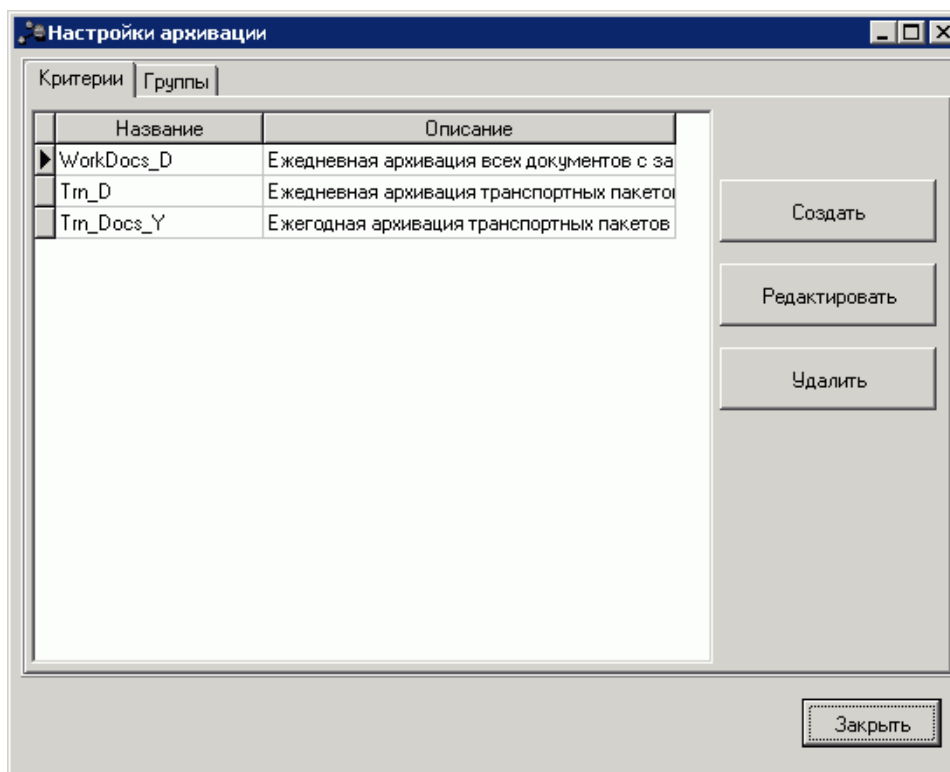 Настройки архивации
Критерии Группы
Название Описание
WorkDocs_D Ежедневная архивация всех документов с за
Trn_D Ежедневная архивация транспортных пакетов
Trn_Docs_Y Ежегодная архивация транспортных пакетов
Создать
Редактировать
Удалить
Закрыть